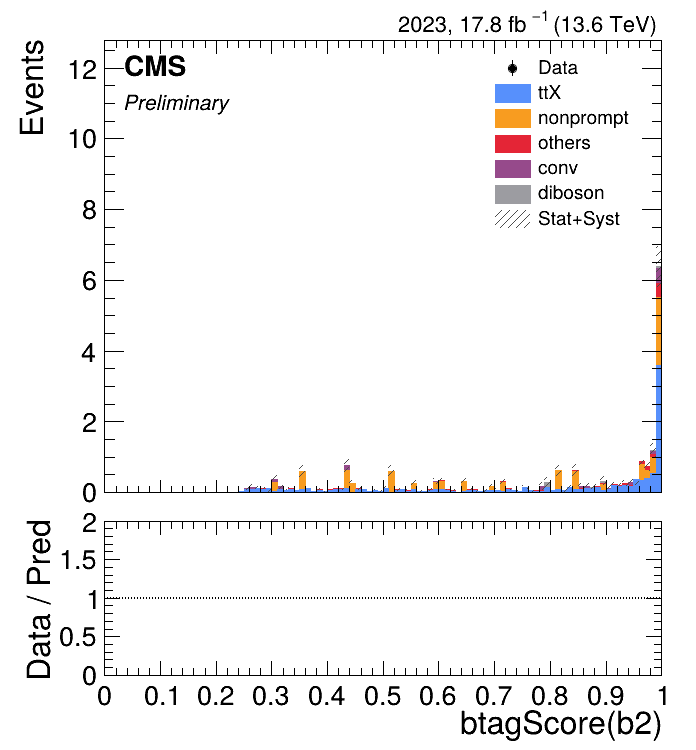 2023, 17.8 fb⁻¹ (13.6 TeV)
CMS
Preliminary
Events
12
10
8
6
4
2
0
Data
ttX
nonprompt
others
conv
diboson
Stat+Syst
Data / Pred
2
1.5
1
0.5
0
0 0.1 0.2 0.3 0.4 0.5 0.6 0.7 0.8 0.9 1
btagScore(b2)